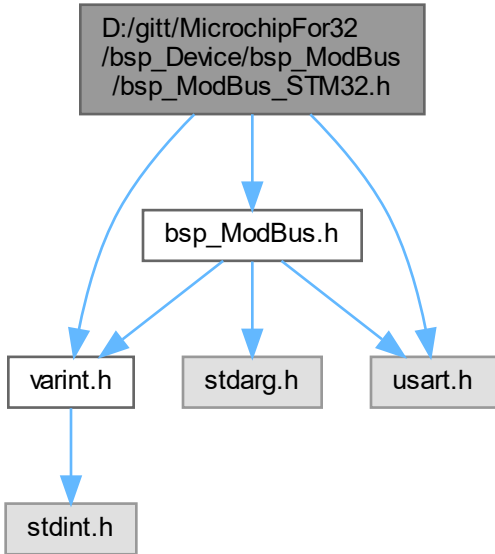 D:/gitt/MicrochipFor32
/bsp_Device/bsp_ModBus
/bsp_ModBus_STM32.h
bsp_ModBus.h
varint.h
stdarg.h
usart.h
stdint.h